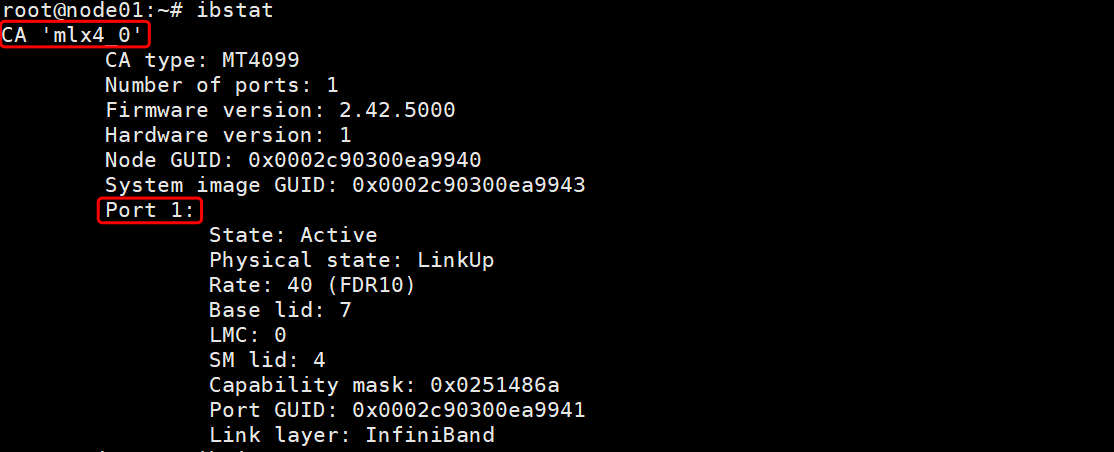 root@node01:~# ibstat
CA 'mlx4_0'
CA type: MT4099
Number of ports: 1
Firmware version: 2.42.5000
Hardware version: 1
Node GUID: 0x0002c90300ea9940
System image GUID: 0x0002c90300ea9943
Port 1:
State: Active
Physical state: LinkUp
Rate: 40 (FDR10)
Base lid: 7
LMC: 0
SM lid: 4
Capability mask: 0x0251486a
Port GUID: 0x0002c90300ea9941
Link layer: InfiniBand